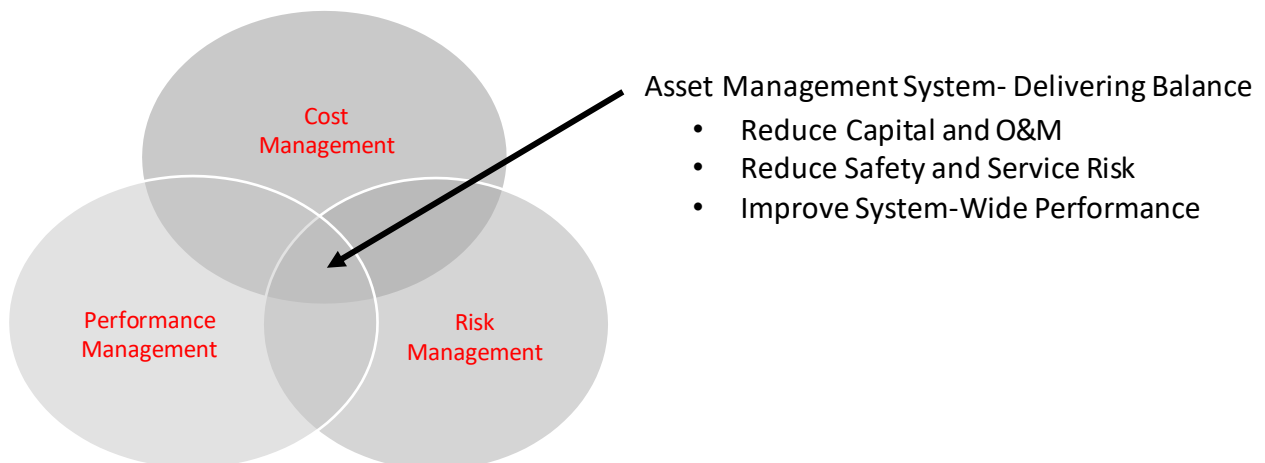 Cost
Management
Performance
Management
Risk
Management
Asset Management System- Delivering Balance
• Reduce Capital and O&M
• Reduce Safety and Service Risk
• Improve System-Wide Performance